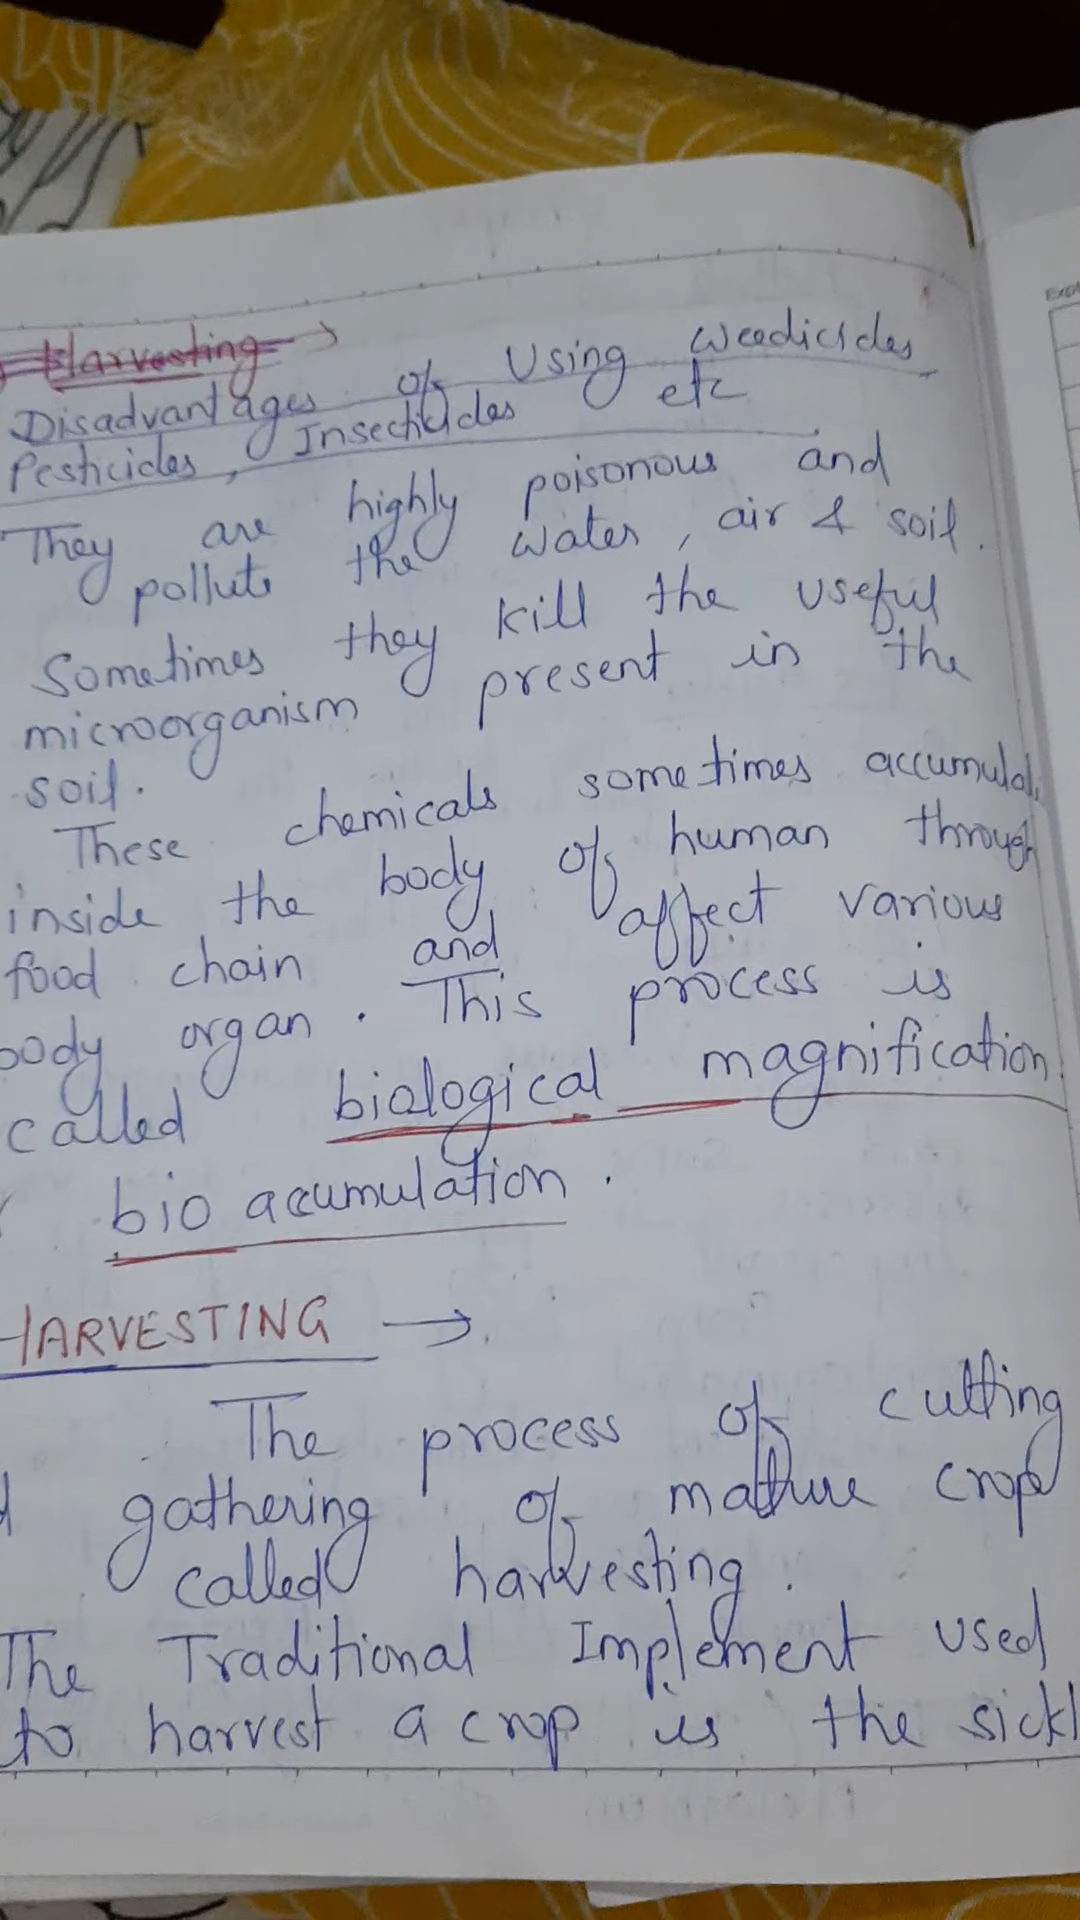 Harvesting →
Disadvantages of Using Weedicides
Pesticides, Insecticides etc
They are highly poisonous and
pollute the water, air & soil.
Sometimes they kill the useful
microorganism present in the
soil.
These chemicals sometimes accumulat
inside the body of human through
food chain and affect various
body organ. This process is
called biological magnification
bio acumulation.
HARVESTING →
The process of cutting
gathering of mature crop
called harvesting.
The Traditional Implement used
to harvest a crop is the sickl